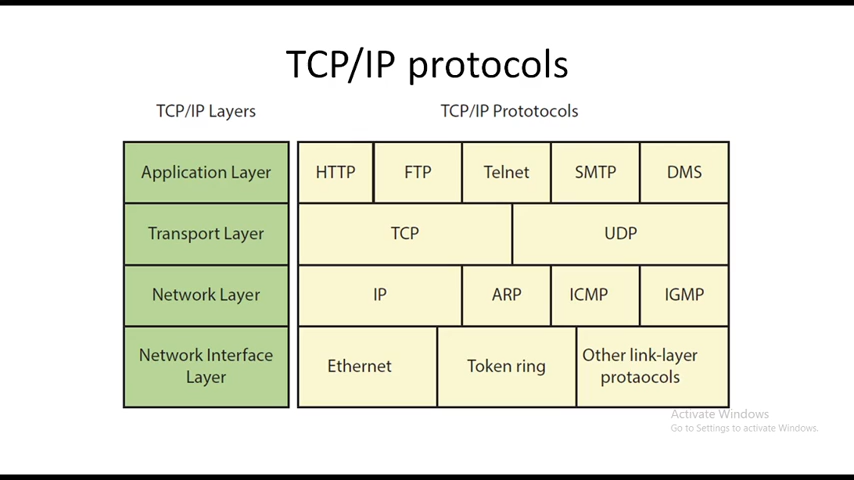 TCP/IP protocols
TCP/IP Layers
TCP/IP Prototocols
Application Layer
HTTP
FTP
Telnet
SMTP
DMS
Transport Layer
TCP
UDP
Network Layer
IP
ARP
ICMP
IGMP
Network Interface
Layer
Ethernet
Token ring
Other link-layer
protaocols
Activate Windows
Go to Settings to activate Windows.